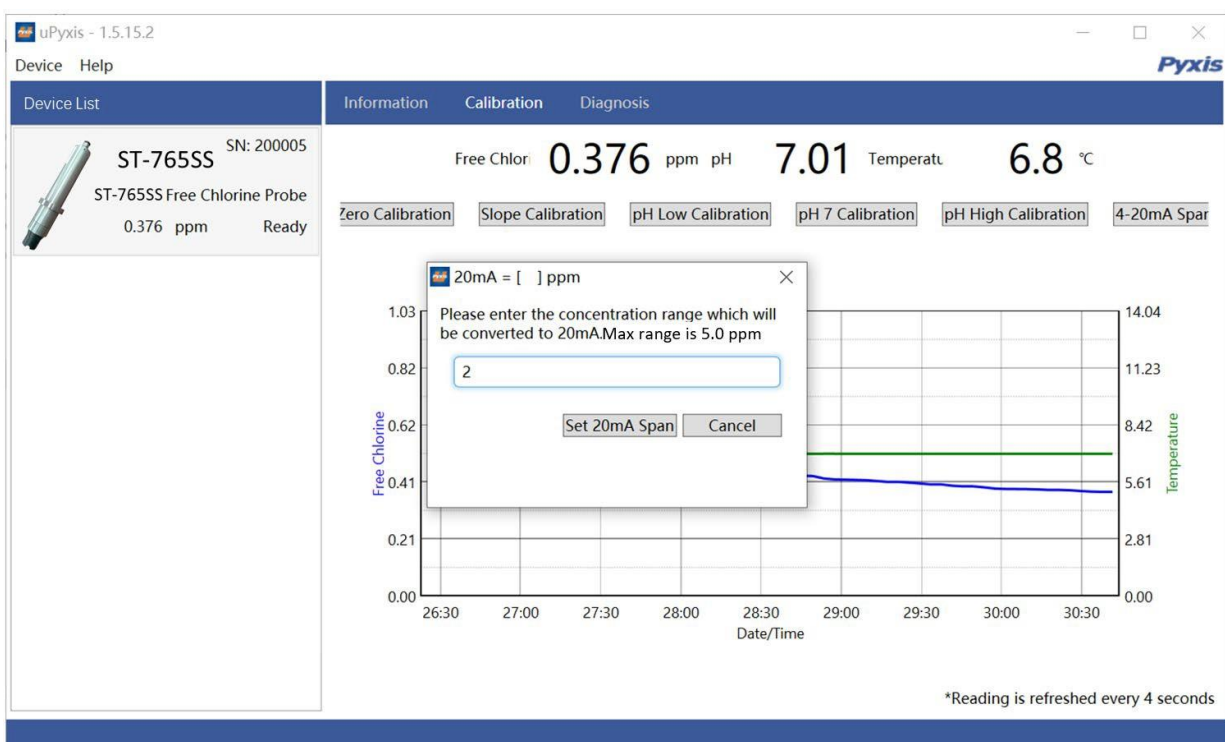 uPyxis - 1.5.15.2
Device Help
Pyxis
Device List
Information Calibration Diagnosis
ST-765SS SN: 200005
ST-765SS Free Chlorine Probe
0.376 ppm Ready
Free Chlori 0.376 ppm pH 7.01 Temperatu 6.8 ℃
Zero Calibration Slope Calibration pH Low Calibration pH 7 Calibration pH High Calibration 4-20mA Span
20mA = [ ] ppm
Please enter the concentration range which will
be converted to 20mA.Max range is 5.0 ppm
2
Set 20mA Span Cancel
1.03 14.04
0.82 11.23
0.62 8.42
0.41 5.61
0.21 2.81
0.00 0.00
Free Chlorine
Temperature
26:30 27:00 27:30 28:00 28:30 29:00 29:30 30:00 30:30
Date/Time
*Reading is refreshed every 4 seconds